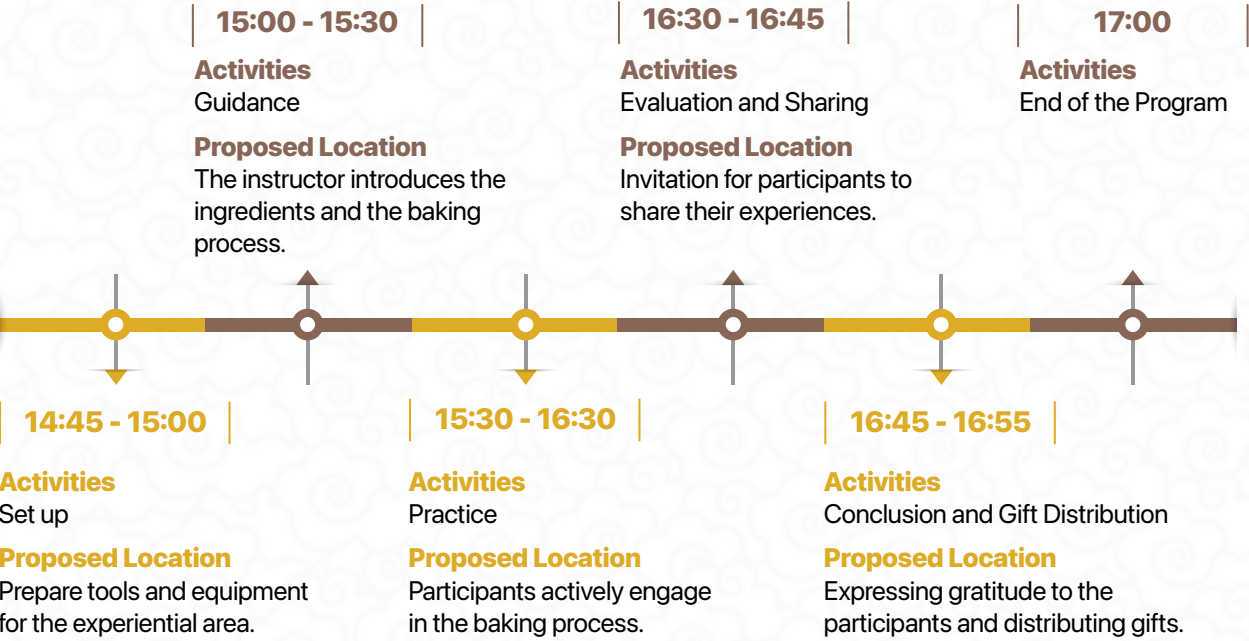 15:00 - 15:30
Activities
Guidance
Proposed Location
The instructor introduces the
ingredients and the baking
process.
16:30 - 16:45
Activities
Evaluation and Sharing
Proposed Location
Invitation for participants to
share their experiences.
17:00
Activities
End of the Program
14:45 - 15:00
Activities
Set up
Proposed Location
Prepare tools and equipment
for the experiential area.
15:30 - 16:30
Activities
Practice
Proposed Location
Participants actively engage
in the baking process.
16:45 - 16:55
Activities
Conclusion and Gift Distribution
Proposed Location
Expressing gratitude to the
participants and distributing gifts.